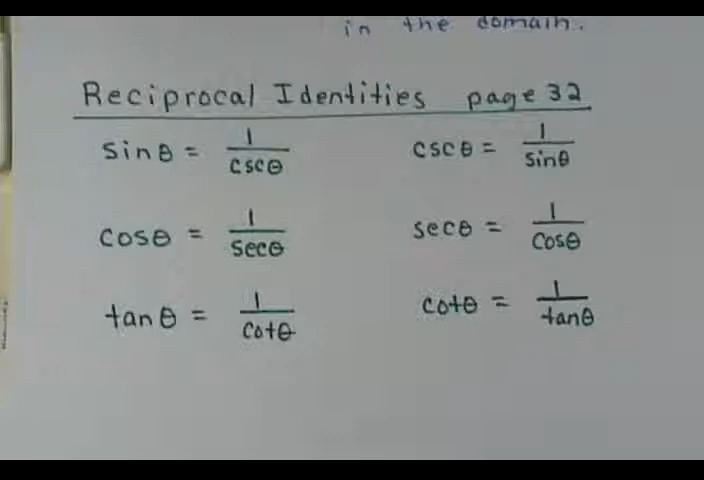 in the domain.
Reciprocal Identities page 32
sinθ = 1/cscθ cscθ = 1/sinθ
cosθ = 1/secθ secθ = 1/cosθ
tanθ = 1/cotθ cotθ = 1/tanθ